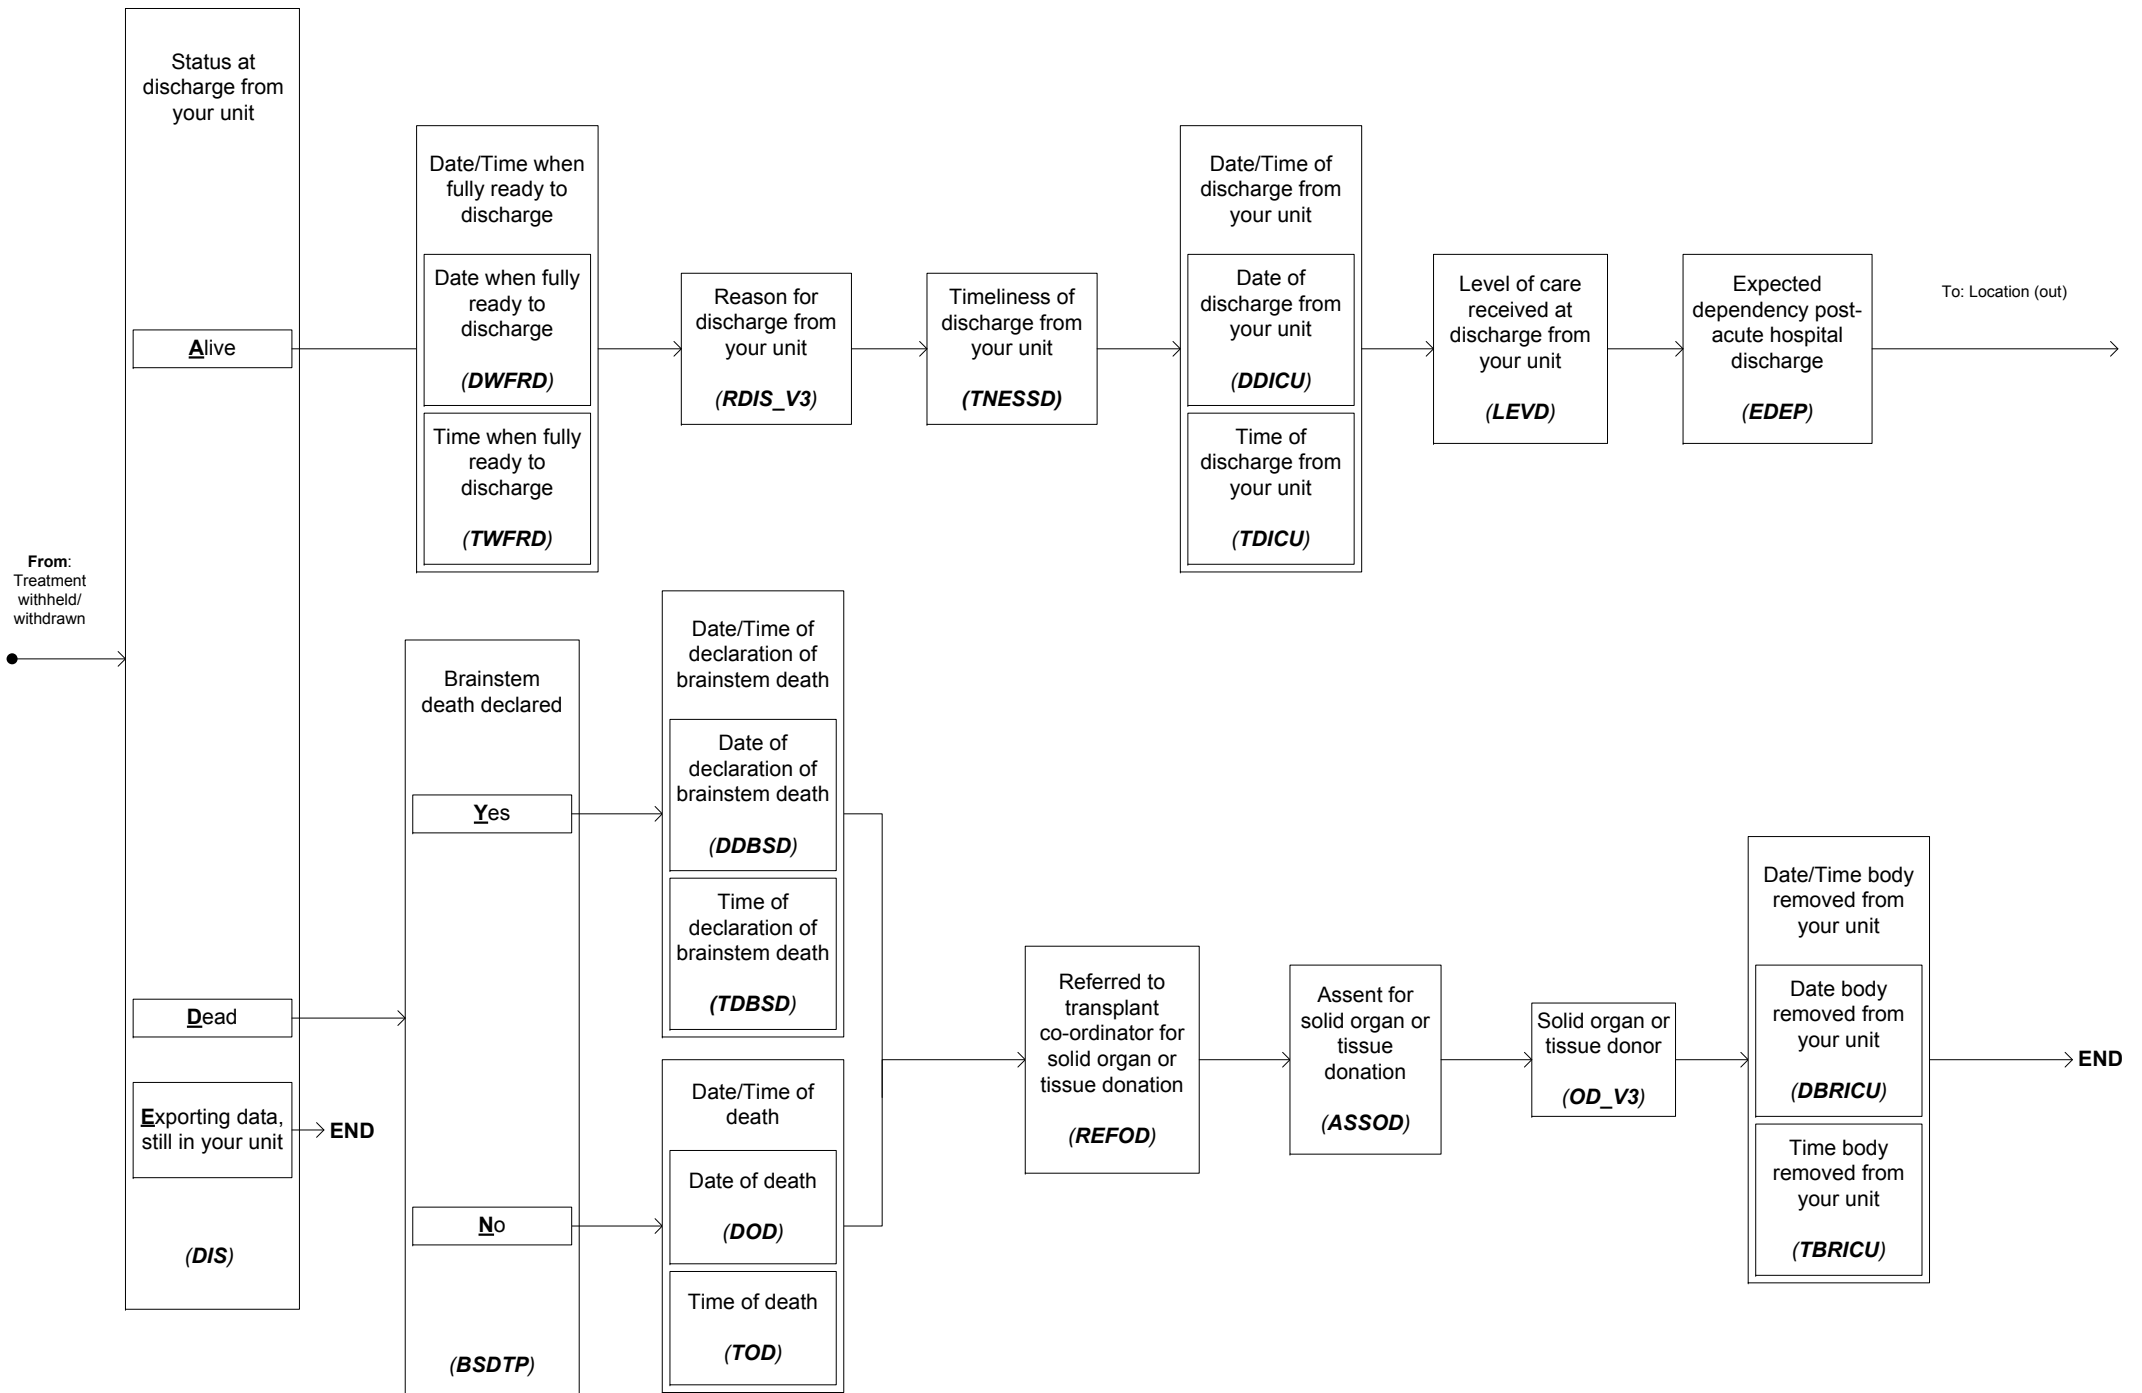 Status at
discharge from
your unit
Alive
Dead
Exporting data,
still in your unit
(DIS)
From:
Treatment
withheld/
withdrawn
END
Date/Time when
fully ready to
discharge
Date when fully
ready to
discharge
(DWFRD)
Time when fully
ready to
discharge
(TWFRD)
Reason for
discharge from
your unit
(RDIS_V3)
Timeliness of
discharge from
your unit
(TNESSD)
Date/Time of
discharge from
your unit
Date of
discharge from
your unit
(DDICU)
Time of
discharge from
your unit
(TDICU)
Level of care
received at
discharge from
your unit
(LEVD)
Expected
dependency post-
acute hospital
discharge
(EDEP)
To: Location (out)
Brainstem
death declared
Yes
No
(BSDTP)
Date/Time of
declaration of
brainstem death
Date of
declaration of
brainstem death
(DDBSD)
Time of
declaration of
brainstem death
(TDBSD)
Date/Time of
death
Date of death
(DOD)
Time of death
(TOD)
Referred to
transplant
co-ordinator for
solid organ or
tissue donation
(REFOD)
Assent for
solid organ or
tissue
donation
(ASSOD)
Solid organ or
tissue donor
(OD_V3)
Date/Time body
removed from
your unit
Date body
removed from
your unit
(DBRICU)
Time body
removed from
your unit
(TBRICU)
END